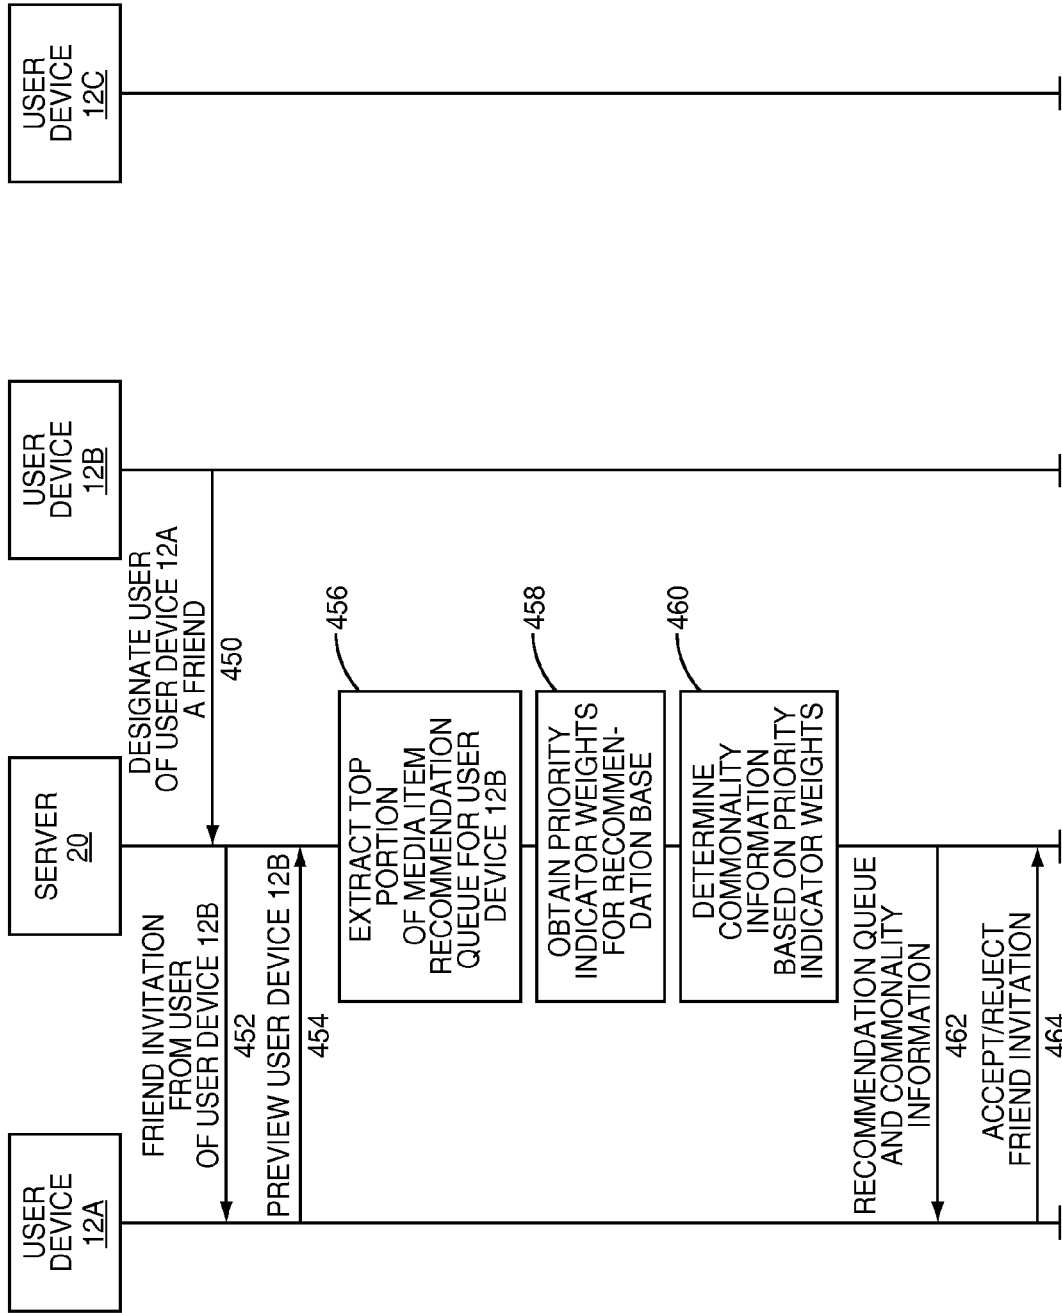 USER
DEVICE
12A
SERVER
20
USER
DEVICE
12B
USER
DEVICE
12C
DESIGNATE USER
OF USER DEVICE 12A
A FRIEND
450
FRIEND INVITATION
FROM USER
OF USER DEVICE 12B
452
PREVIEW USER DEVICE 12B
454
EXTRACT TOP
PORTION
OF MEDIA ITEM
RECOMMENDATION
QUEUE FOR USER
DEVICE 12B
456
OBTAIN PRIORITY
INDICATOR WEIGHTS
FOR RECOMMEN-
DATION BASE
458
DETERMINE
COMMONALITY
INFORMATION
BASED ON PRIORITY
INDICATOR WEIGHTS
460
RECOMMENDATION QUEUE
AND COMMONALITY
INFORMATION
462
ACCEPT/REJECT
FRIEND INVITATION
464